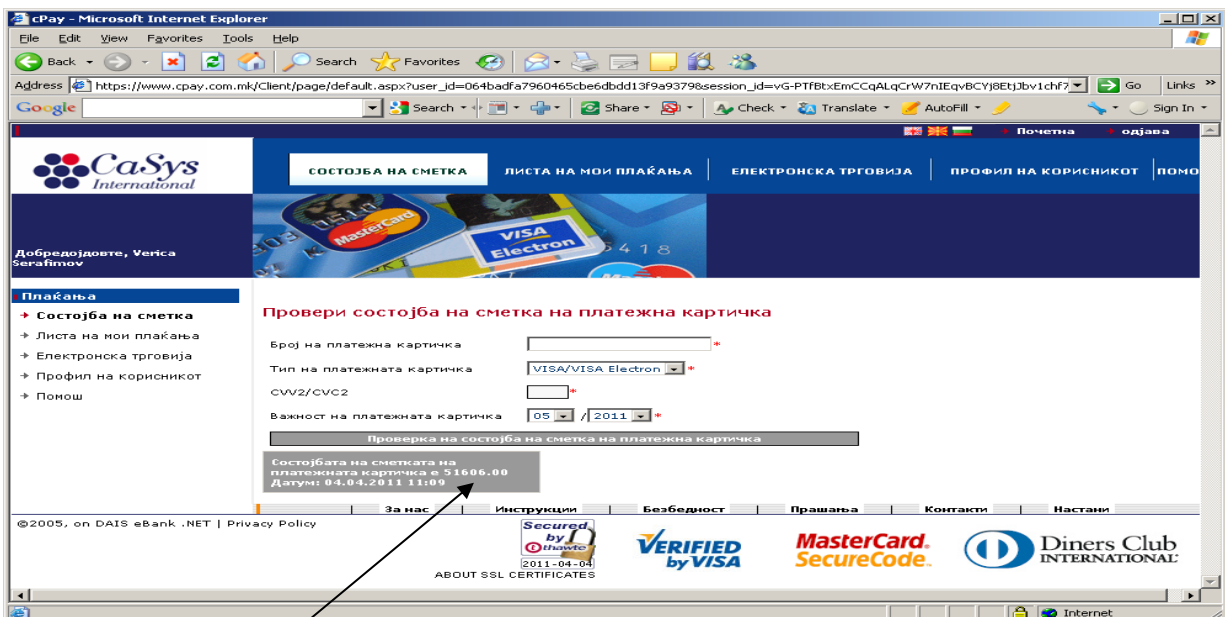 cPay - Microsoft Internet Explorer
File Edit View Favorites Tools Help
Back Search Favorites
Address https://www.cpay.com.mk/Client/page/default.aspx?user_id=064badfa7960465cbe6dbdd13f9a9379&session_id=vG-PTfBtxEmCCqALqCrW7nIEqvBCYj8EtjJbv1chf7 Go Links »
Google Search Share Check Translate AutoFill Sign In
Почетна одјава
CaSys
International
СОСТОЈБА НА СМЕТКА ЛИСТА НА МОИ ПЛАЌАЊА ЕЛЕКТРОНСКА ТРГОВИЈА ПРОФИЛ НА КОРИСНИКОТ ПОМО
MasterCard
VISA
Electron
5418
Добредојдовте, Verica
Serafimov
Плаќања
Состојба на сметка
Листа на мои плаќања
Електронска трговија
Профил на корисникот
Помош
Провери состојба на сметка на платежна картичка
Број на платежна картичка *
Тип на платежната картичка VISA/VISA Electron *
CVV2/CVC2 *
Важност на платежната картичка 05 / 2011 *
Проверка на состојба на сметка на платежна картичка
Состојбата на сметката на
платежната картичка е 51606.00
Датум: 04.04.2011 11:09
За нас | Инструкции | Безбедност | Прашања | Контакти | Настани
©2005, on DAIS eBank .NET | Privacy Policy
Secured
by
thawte
2011-04-04
ABOUT SSL CERTIFICATES
VERIFIED
by VISA
MasterCard.
SecureCode.
Diners Club
INTERNATIONAL
Internet